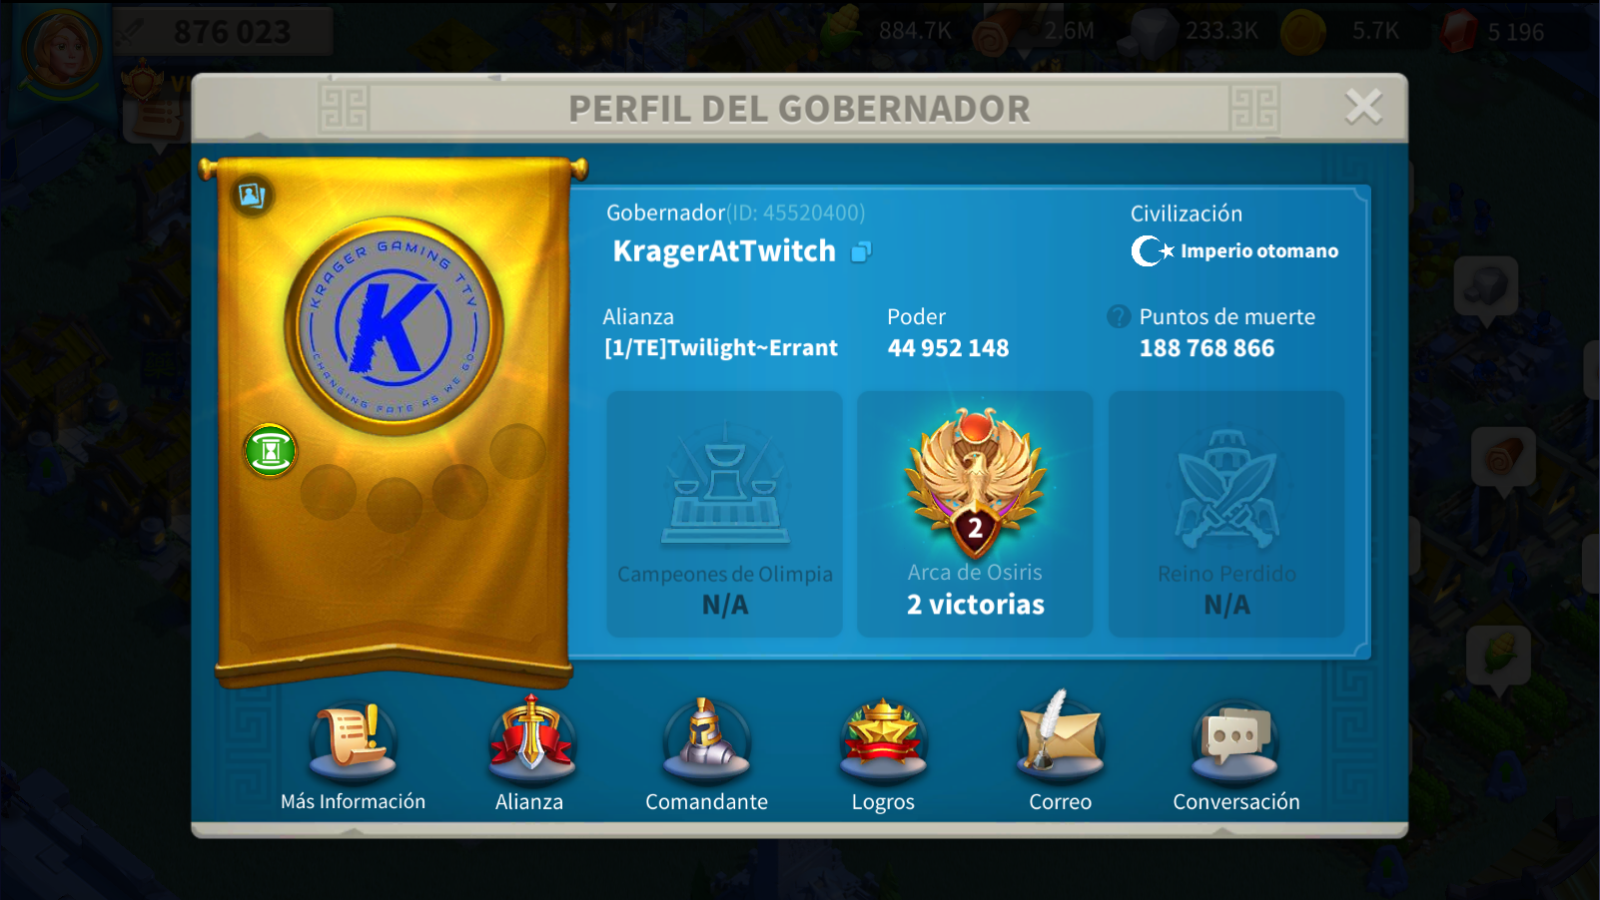 876 023
884.7K
2.6M
233.3K
5.7K
5 196
PERFIL DEL GOBERNADOR
KRAGER GAMING TTV
K
CHANGING FATE AS WE GO
Gobernador(ID: 45520400)
KragerAtTwitch
Civilización
Imperio otomano
Alianza
[1/TE]Twilight~Errant
Poder
44 952 148
? Puntos de muerte
188 768 866
Campeones de Olimpia
N/A
2
Arca de Osiris
2 victorias
Reino Perdido
N/A
Más Información
Alianza
Comandante
Logros
Correo
Conversación